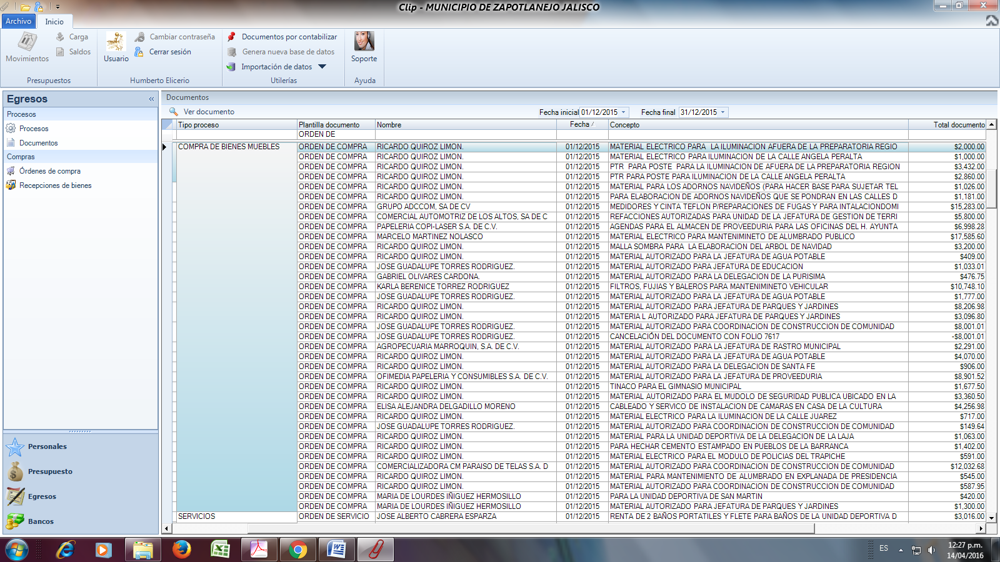 Clip - MUNICIPIO DE ZAPOTLANEJO JALISCO
Archivo Inicio
Movimientos
Carga
Saldos
Presupuestos
Usuario
Cambiar contraseña
Cerrar sesión
Humberto Elicerio
Documentos por contabilizar
Genera nueva base de datos
Importación de datos
Utilerías
Soporte
Ayuda
Egresos «
Procesos
Procesos
Documentos
Compras
Órdenes de compra
Recepciones de bienes
Personales
Presupuesto
Egresos
Bancos
Documentos
Ver documento Fecha inicial 01/12/2015 Fecha final 31/12/2015
Tipo proceso Plantilla documento Nombre Fecha Concepto Total documento
ORDEN DE
COMPRA DE BIENES MUEBLES ORDEN DE COMPRA RICARDO QUIROZ LIMON. 01/12/2015 MATERIAL ELECTRICO PARA LA ILUMINACION AFUERA DE LA PREPARATORIA REGIO $2,000.00
ORDEN DE COMPRA RICARDO QUIROZ LIMON. 01/12/2015 MATERIAL ELECTRICO PARA ILUMINACION DE LA CALLE ANGELA PERALTA $1,000.00
ORDEN DE COMPRA RICARDO QUIROZ LIMON. 01/12/2015 PTR PARA POSTE PARA LA ILUMINACION DE AFUERA DE LA PREPARATORIA REGION $3,432.00
ORDEN DE COMPRA RICARDO QUIROZ LIMON. 01/12/2015 PTR PARA POSTE PARA ILUMINACION DE LA CALLE ANGELA PERALTA $2,860.00
ORDEN DE COMPRA RICARDO QUIROZ LIMON. 01/12/2015 MATERIAL PARA LOS ADORNOS NAVIDEÑOS (PARA HACER BASE PARA SUJETAR TEL $1,026.00
ORDEN DE COMPRA RICARDO QUIROZ LIMON. 01/12/2015 PARA ELABORACION DE ADORNOS NAVIDEÑOS QUE SE PONDRAN EN LAS CALLES D $1,181.00
ORDEN DE COMPRA GRUPO ADCCOM, SA DE CV 01/12/2015 MEDIDORES Y CINTA TEFLON P/REPARACIONES DE FUGAS Y PARA INTALACIONDOMI $15,283.00
ORDEN DE COMPRA COMERCIAL AUTOMOTRIZ DE LOS ALTOS, SA DE C 01/12/2015 REFACCIONES AUTORIZADAS PARA UNIDAD DE LA JEFATURA DE GESTION DE TERRI $5,800.00
ORDEN DE COMPRA PAPELERIA COPI-LASER S.A. DE C.V. 01/12/2015 AGENDAS PARA EL ALMACEN DE PROVEEDURIA PARA LAS OFICINAS DEL H. AYUNTA $6,998.28
ORDEN DE COMPRA MARCELO MARTINEZ NOLASCO 01/12/2015 MATERIAL ELECTRICO PARA MANTENIMINETO DE ALUMBRADO PUBLICO $17,585.60
ORDEN DE COMPRA RICARDO QUIROZ LIMON. 01/12/2015 MALLA SOMBRA PARA LA ELABORACION DEL ARBOL DE NAVIDAD $3,200.00
ORDEN DE COMPRA RICARDO QUIROZ LIMON. 01/12/2015 MATERIAL AUTORIZADO PARA LA JEFATURA DE AGUA POTABLE $409.00
ORDEN DE COMPRA JOSE GUADALUPE TORRES RODRIGUEZ. 01/12/2015 MATERIAL AUTORIZADO PARA JEFATURA DE EDUCACION $1,033.01
ORDEN DE COMPRA GABRIEL OLIVARES CARDONA. 01/12/2015 MATERIAL AUTORIZADO PARA LA DELEGACION DE LA PURISIMA $476.75
ORDEN DE COMPRA KARLA BERENICE TORREZ RODRIGUEZ 01/12/2015 FILTROS, FUJIAS Y BALEROS PARA MANTENIMINETO VEHICULAR $10,748.10
ORDEN DE COMPRA JOSE GUADALUPE TORRES RODRIGUEZ. 01/12/2015 MATERIAL AUTORIZADO PARA LA JEFATURA DE AGUA POTABLE $1,777.00
ORDEN DE COMPRA RICARDO QUIROZ LIMON. 01/12/2015 MATERIAL AUTORIZADO PARA JEFATURA DE PARQUES Y JARDINES $8,206.98
ORDEN DE COMPRA RICARDO QUIROZ LIMON. 01/12/2015 MATERIA L AUTORIZADO PARA JEFATURA DE PARQUES Y JARDINES $3,096.80
ORDEN DE COMPRA JOSE GUADALUPE TORRES RODRIGUEZ. 01/12/2015 MATERIAL AUTORIZADO PARA COORDINACION DE CONSTRUCCION DE COMUNIDAD $8,001.01
ORDEN DE COMPRA JOSE GUADALUPE TORRES RODRIGUEZ. 01/12/2015 CANCELACIÓN DEL DOCUMENTO CON FOLIO 7617 -$8,001.01
ORDEN DE COMPRA AGROPECUARIA MARROQUIN, S.A. DE C.V. 01/12/2015 MATERIAL AUTORIZADO PARA LA JEFATURA DE RASTRO MUNICIPAL $2,291.00
ORDEN DE COMPRA RICARDO QUIROZ LIMON. 01/12/2015 MATERIAL AUTORIZADO PARA LA JEFATURA DE AGUA POTABLE $4,070.00
ORDEN DE COMPRA RICARDO QUIROZ LIMON. 01/12/2015 MATERIAL AUTORIZADO PARA LA DELEGACION DE SANTA FE $906.00
ORDEN DE COMPRA OFIMEDIA PAPELERIA Y CONSUMIBLES S.A. DE C.V. 01/12/2015 MATERIAL AUTORIZADO PARA LA JEFATURA DE PROVEEDURIA $8,901.52
ORDEN DE COMPRA RICARDO QUIROZ LIMON. 01/12/2015 TINACO PARA EL GIMNASIO MUNICIPAL $1,677.50
ORDEN DE COMPRA RICARDO QUIROZ LIMON. 01/12/2015 MATERIAL AUTORIZADO PARA EL MUDOLO DE SEGURIDAD PUBLICA UBICADO EN LA $3,360.50
ORDEN DE COMPRA ELISA ALEJANDRA DELGADILLO MORENO 01/12/2015 CABLEADO Y SERVICO DE INSTALACION DE CAMARAS EN CASA DE LA CULTURA $4,256.98
ORDEN DE COMPRA RICARDO QUIROZ LIMON. 01/12/2015 MATERIAL ELECTRICO PARA LA ILUMINACION DE LA CALLE JUAREZ $717.00
ORDEN DE COMPRA JOSE GUADALUPE TORRES RODRIGUEZ. 01/12/2015 MATERIAL AUTORIZADO PARA COORDINACION DE CONSTRUCCION DE COMUNIDAD $149.64
ORDEN DE COMPRA RICARDO QUIROZ LIMON. 01/12/2015 MATERIAL PARA LA UNIDAD DEPORTIVA DE LA DELEGACION DE LA LAJA $1,063.00
ORDEN DE COMPRA RICARDO QUIROZ LIMON. 01/12/2015 PARA HECHAR CEMENTO ESTAMPADO EN PUEBLOS DE LA BARRANCA $1,402.00
ORDEN DE COMPRA RICARDO QUIROZ LIMON. 01/12/2015 MATERIAL ELECTRICO PARA EL MODULO DE POLICIAS DEL TRAPICHE $591.00
ORDEN DE COMPRA COMERCIALIZADORA CM PARAISO DE TELAS S.A. D 01/12/2015 MATERIAL AUTORIZADO PARA COORDINACION DE CONSTRUCCION DE COMUNIDAD $12,032.68
ORDEN DE COMPRA RICARDO QUIROZ LIMON. 01/12/2015 MATERIAL PARA MANTENIMIENTO DE ALUMBRADO EN EXPLANADA DE PRESIDENCIA $545.00
ORDEN DE COMPRA RICARDO QUIROZ LIMON. 01/12/2015 MATERIAL AUTORIZADO PARA COORDINACION DE CONSTRUCCION DE COMUNIDAD $587.95
ORDEN DE COMPRA MARIA DE LOURDES IÑIGUEZ HERMOSILLO 01/12/2015 PARA LA UNIDAD DEPORTIVA DE SAN MARTIN $420.00
ORDEN DE COMPRA MARIA DE LOURDES IÑIGUEZ HERMOSILLO 01/12/2015 MATERIAL AUTORIZADO PARA JEFATURA DE PARQUES Y JARDINES $1,300.00
SERVICIOS ORDEN DE SERVICIO JOSE ALBERTO CABRERA ESPARZA 01/12/2015 RENTA DE 2 BAÑOS PORTATILES Y FLETE PARA BAÑOS DE LA UNIDAD DEPORTIVA D $3,016.00
ES
12:27 p.m.
14/04/2016